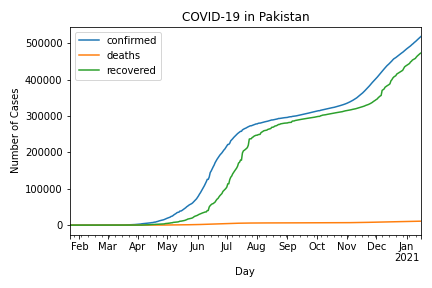 COVID-19 in Pakistan
confirmed
deaths
recovered
Number of Cases
500000
400000
300000
200000
100000
0
Feb Mar Apr May Jun Jul Aug Sep Oct Nov Dec Jan
2021
Day